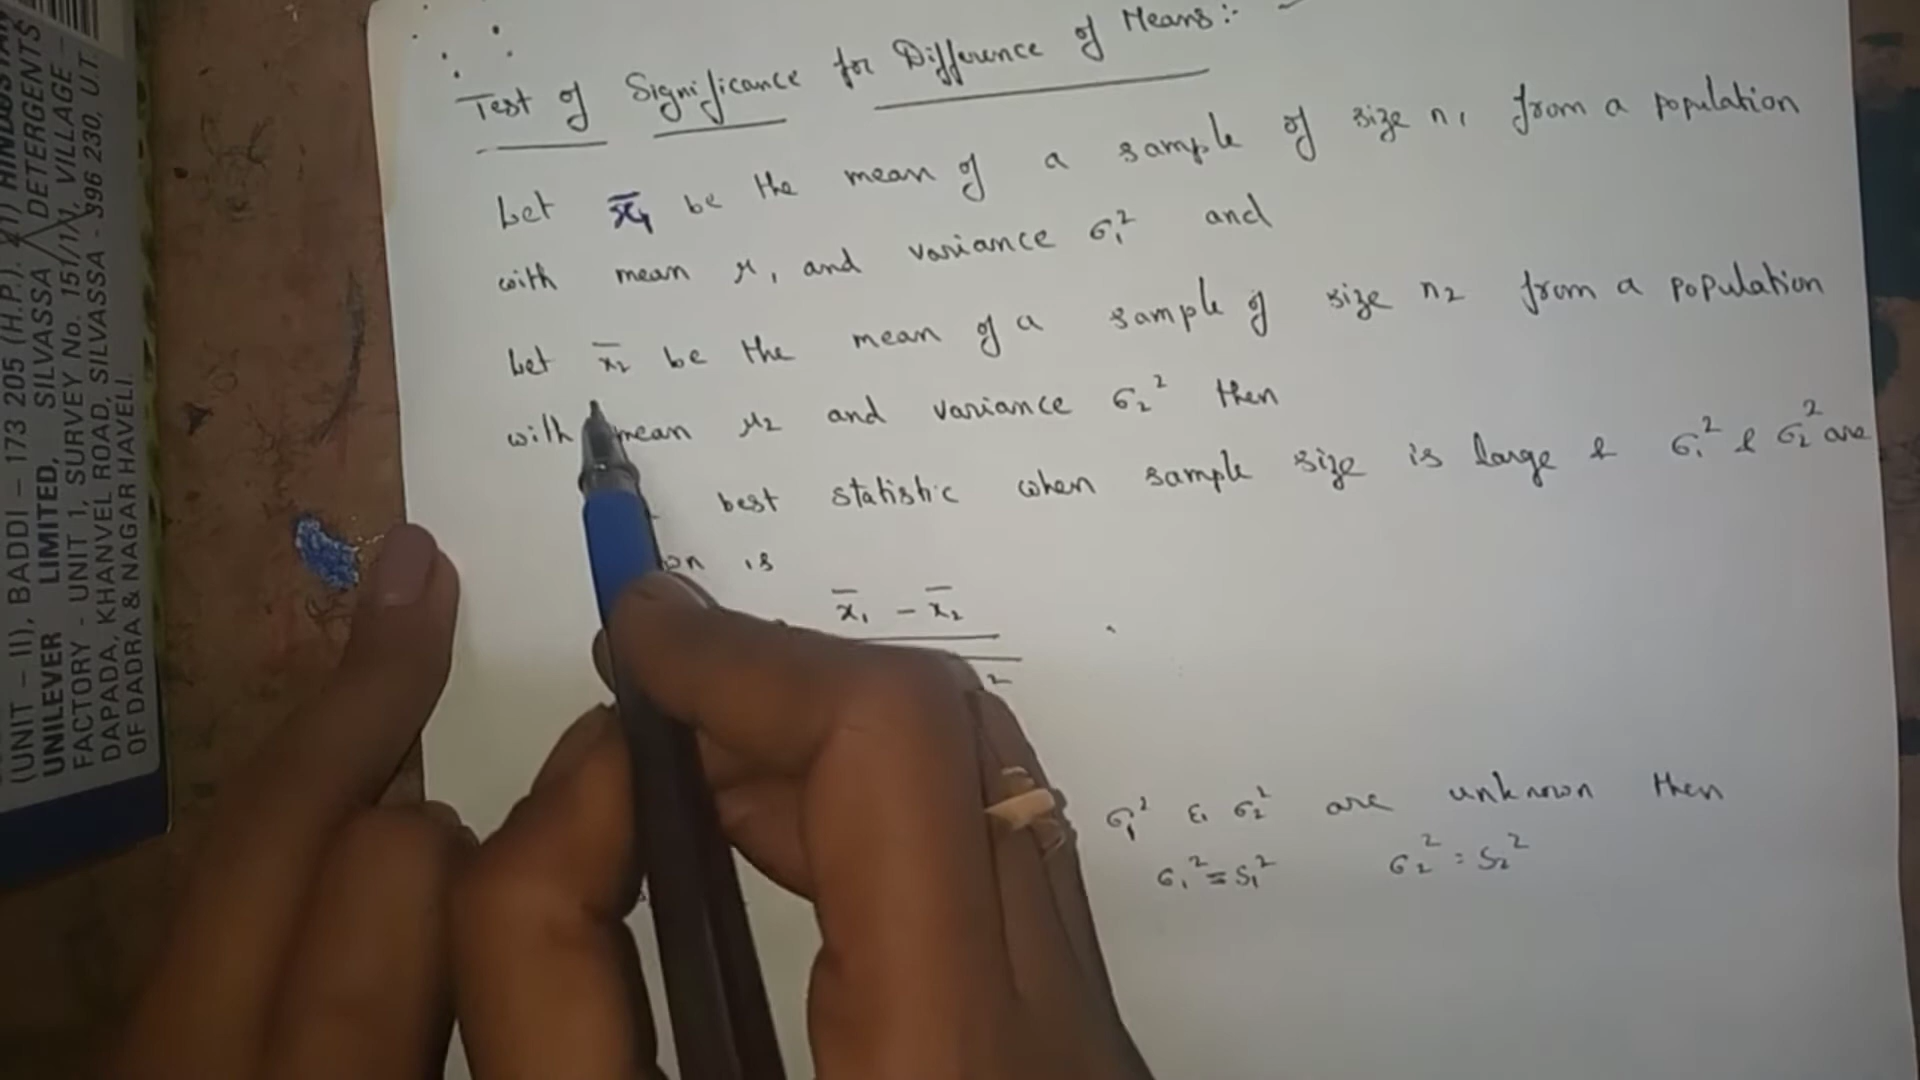 Test of Significance for Difference of Means:-
Let x̄₁ be the mean of a sample of size n₁ from a population
with mean μ₁ and variance σ₁² and
Let x̄₂ be the mean of a sample of size n₂ from a population
with mean μ₂ and variance σ₂² then
best statistic when sample size is large & σ₁² & σ₂² are
is
x̄₁ - x̄₂
2
σ₁² & σ₂² are unknown then
σ₁² = S₁² σ₂² = S₂²
(UNIT – II), BADDI – 173 205 (H.P.). (1) HINDUSTAN
UNILEVER LIMITED, SILVASSA DETERGENTS
FACTORY - UNIT 1, SURVEY No. 151/1/1, VILLAGE -
DAPADA, KHANVEL ROAD, SILVASSA - 396 230, U.T.
OF DADRA & NAGAR HAVELI.